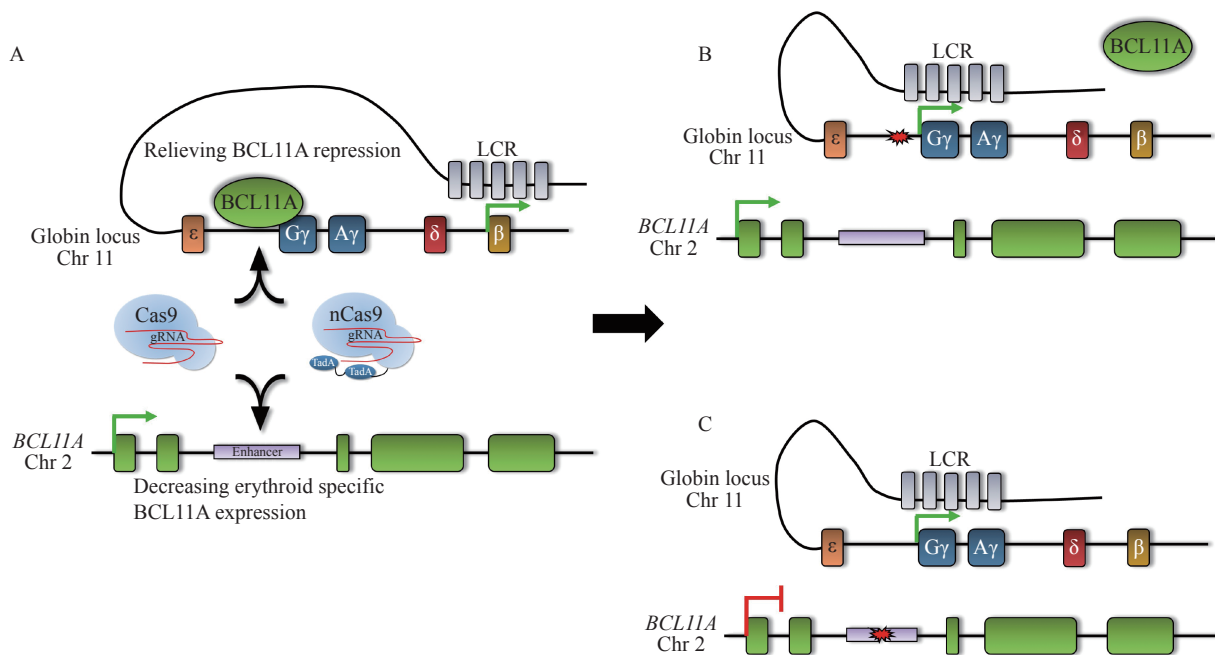 A
Relieving BCL11A repression
LCR
BCL11A
ε
Gγ
Aγ
δ
β
Globin locus
Chr 11
Cas9
gRNA
nCas9
gRNA
TadA
TadA
BCL11A
Chr 2
Enhancer
Decreasing erythroid specific
BCL11A expression
B
LCR
BCL11A
Globin locus
Chr 11
ε
Gγ
Aγ
δ
β
BCL11A
Chr 2
C
Globin locus
Chr 11
LCR
ε
Gγ
Aγ
δ
β
BCL11A
Chr 2